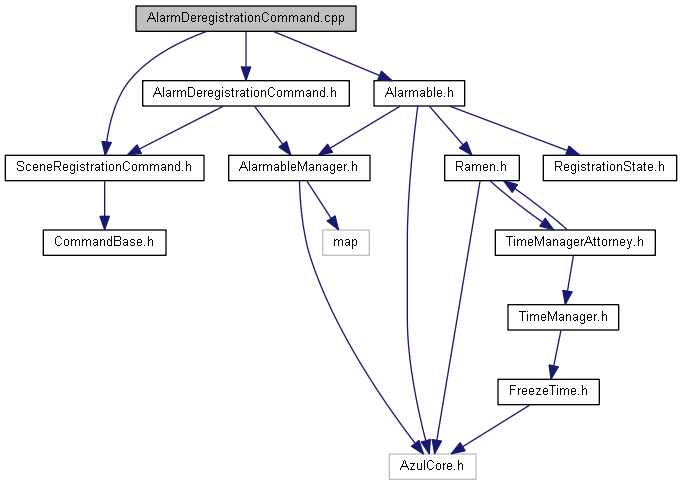 AlarmDeregistrationCommand.cpp
AlarmDeregistrationCommand.h
Alarmable.h
SceneRegistrationCommand.h
AlarmableManager.h
Ramen.h
RegistrationState.h
CommandBase.h
map
TimeManagerAttorney.h
TimeManager.h
FreezeTime.h
AzulCore.h